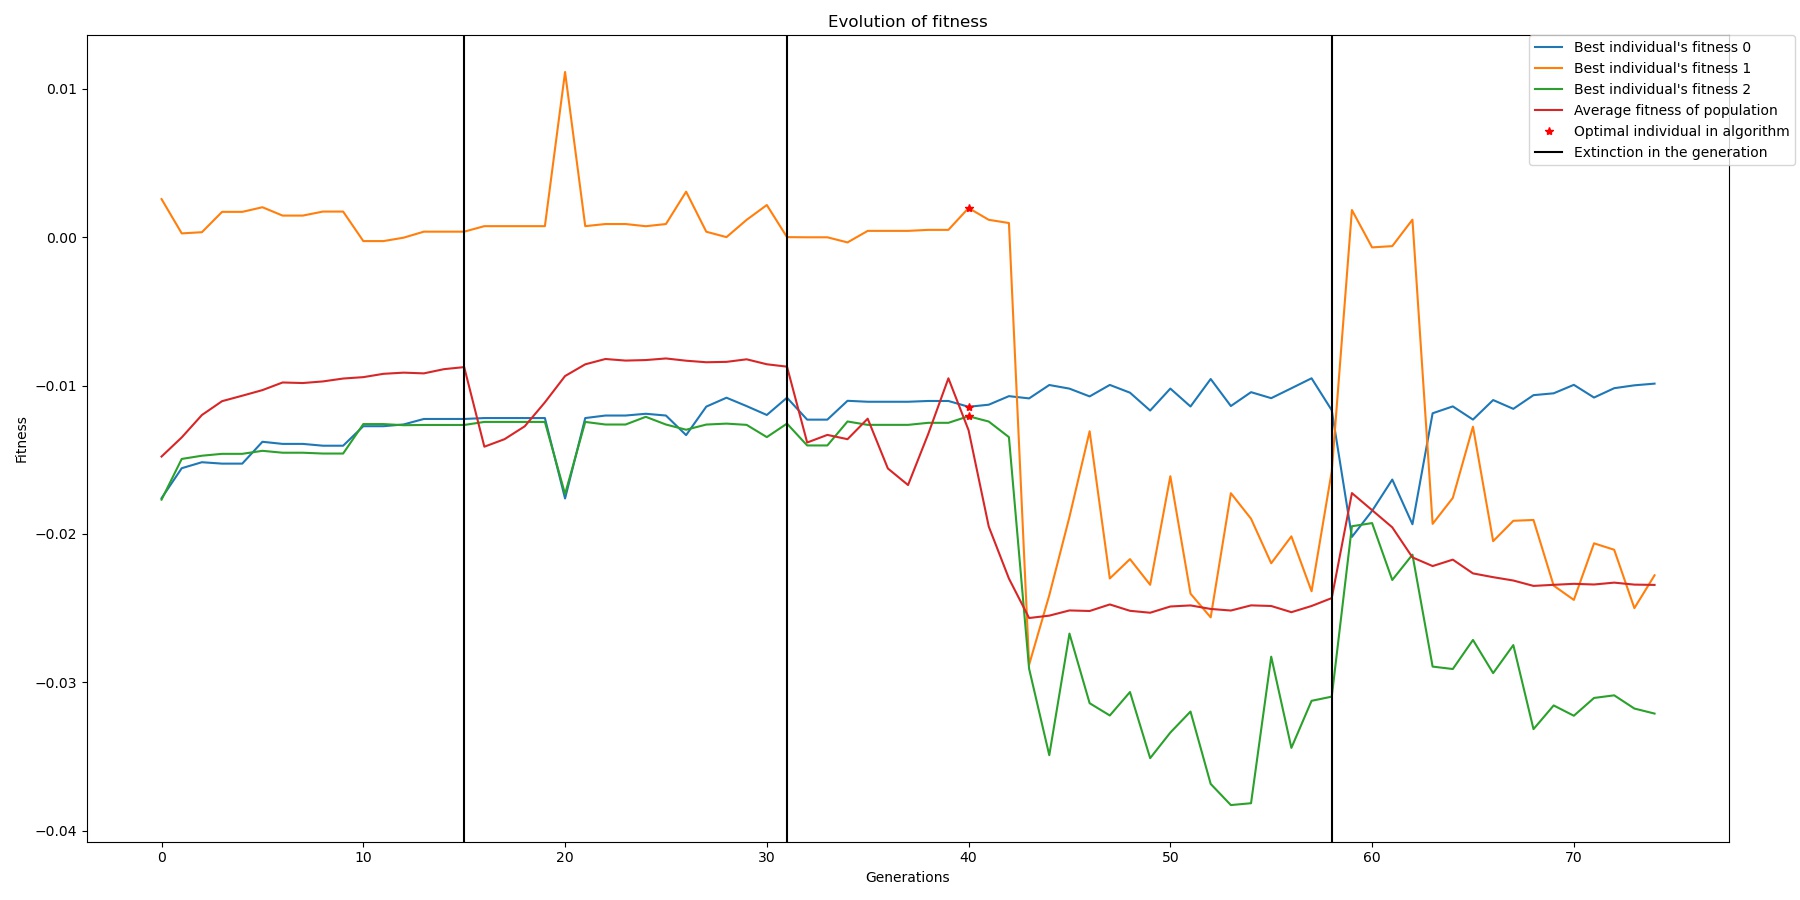 Evolution of fitness
Best individual's fitness 0
Best individual's fitness 1
Best individual's fitness 2
Average fitness of population
Optimal individual in algorithm
Extinction in the generation
0.01
0.00
−0.01
−0.02
−0.03
−0.04
Fitness
0 10 20 30 40 50 60 70
Generations